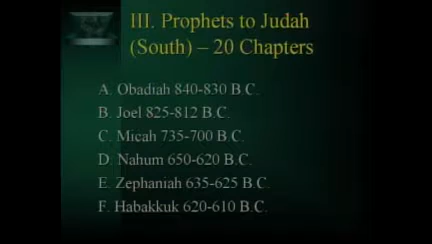 III. Prophets to Judah
(South) – 20 Chapters
A. Obadiah 840-830 B.C.
B. Joel 825-812 B.C.
C. Micah 735-700 B.C.
D. Nahum 650-620 B.C.
E. Zephaniah 635-625 B.C.
F. Habakkuk 620-610 B.C.